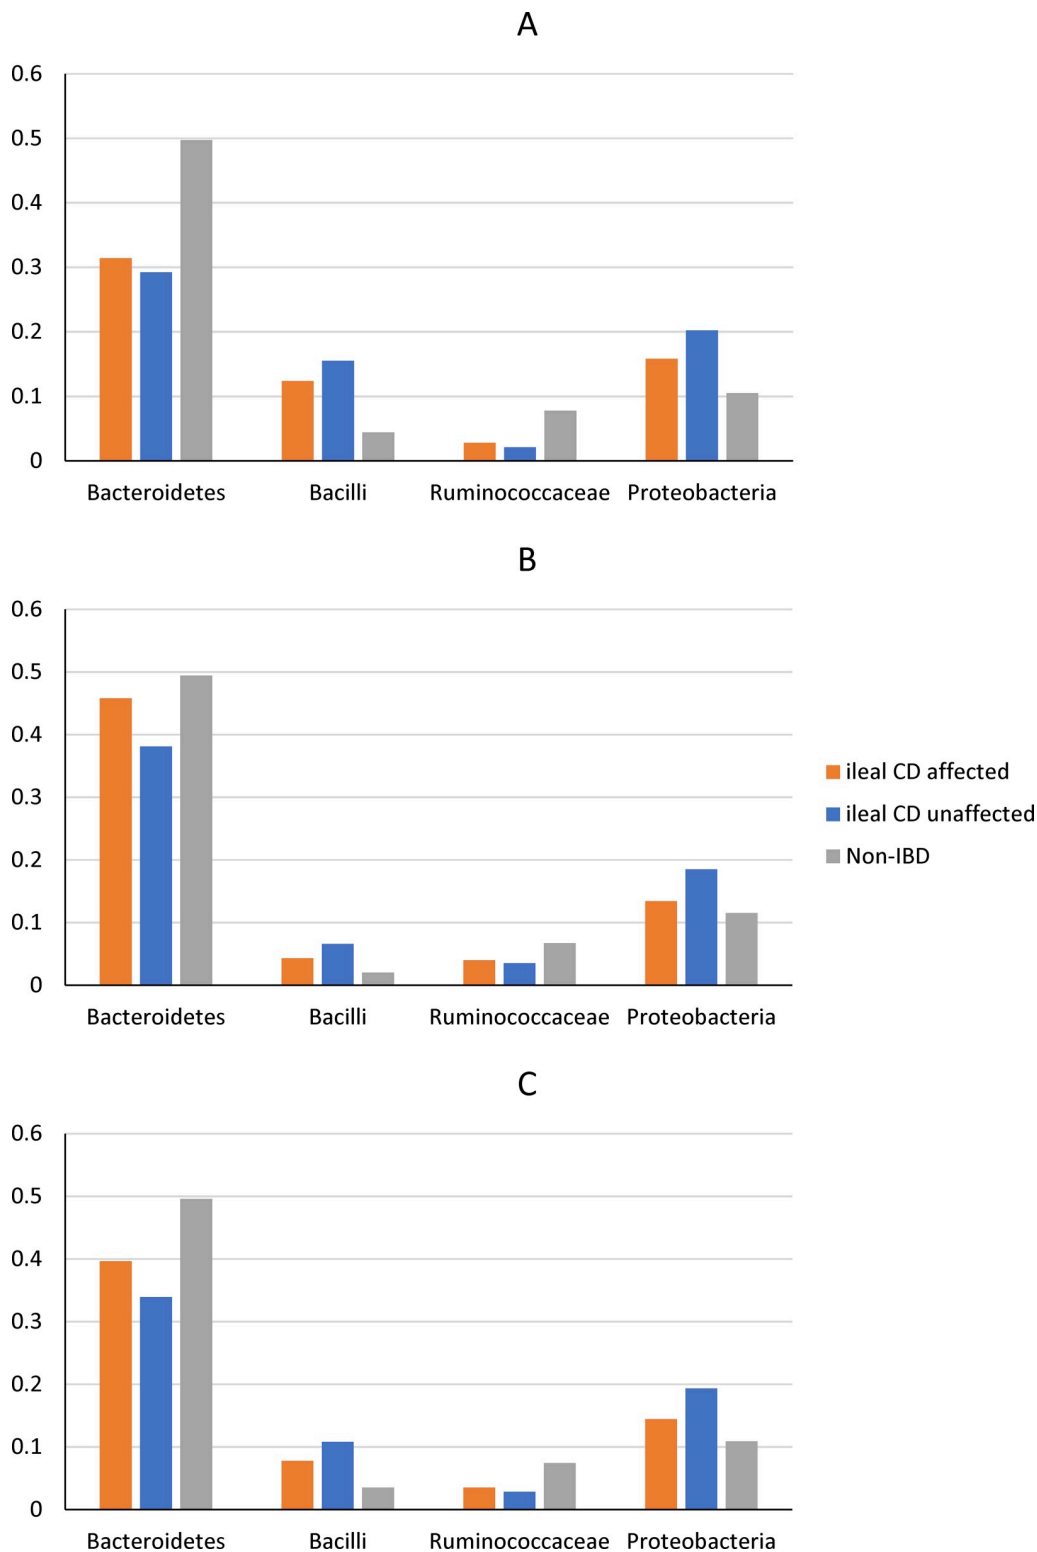 A
0.6
0.5
0.4
0.3
0.2
0.1
0
Bacteroidetes Bacilli Ruminococcaceae Proteobacteria
B
0.6
0.5
0.4
0.3
0.2
0.1
0
Bacteroidetes Bacilli Ruminococcaceae Proteobacteria
ileal CD affected
ileal CD unaffected
Non-IBD
C
0.6
0.5
0.4
0.3
0.2
0.1
0
Bacteroidetes Bacilli Ruminococcaceae Proteobacteria